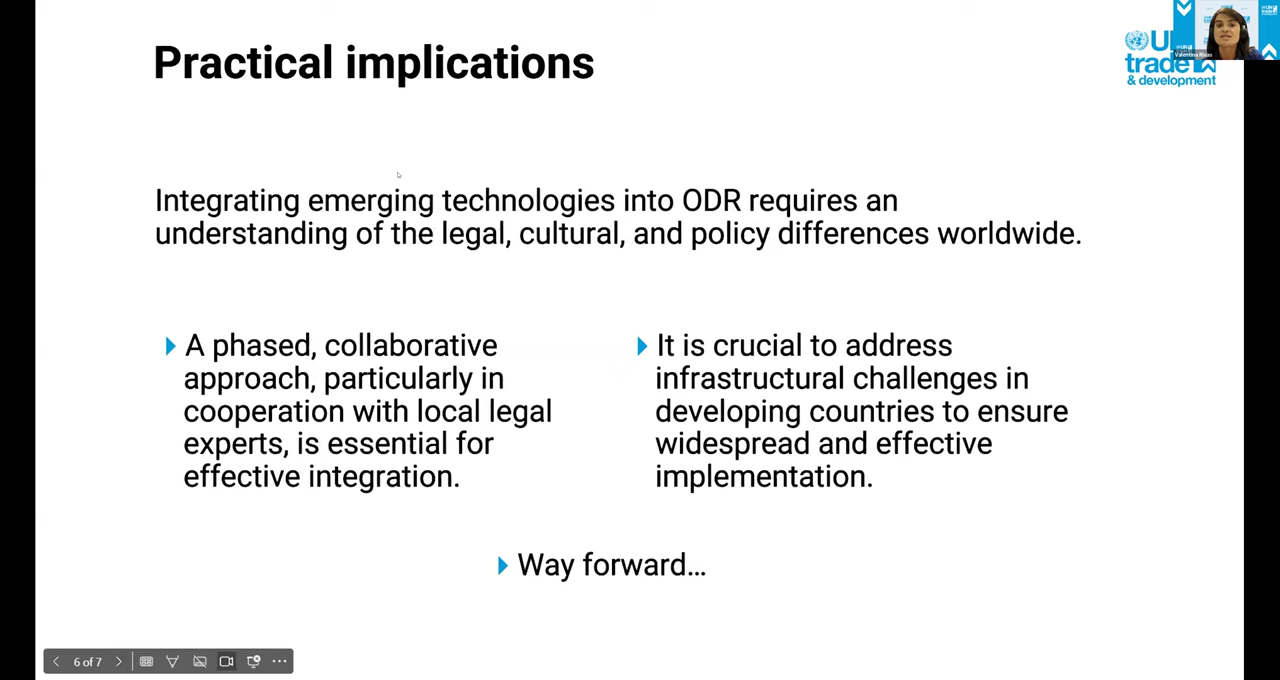 Practical implications
UN
trade
& development
Valentina Rivas
Integrating emerging technologies into ODR requires an
understanding of the legal, cultural, and policy differences worldwide.
A phased, collaborative
approach, particularly in
cooperation with local legal
experts, is essential for
effective integration.
It is crucial to address
infrastructural challenges in
developing countries to ensure
widespread and effective
implementation.
Way forward...
6 of 7